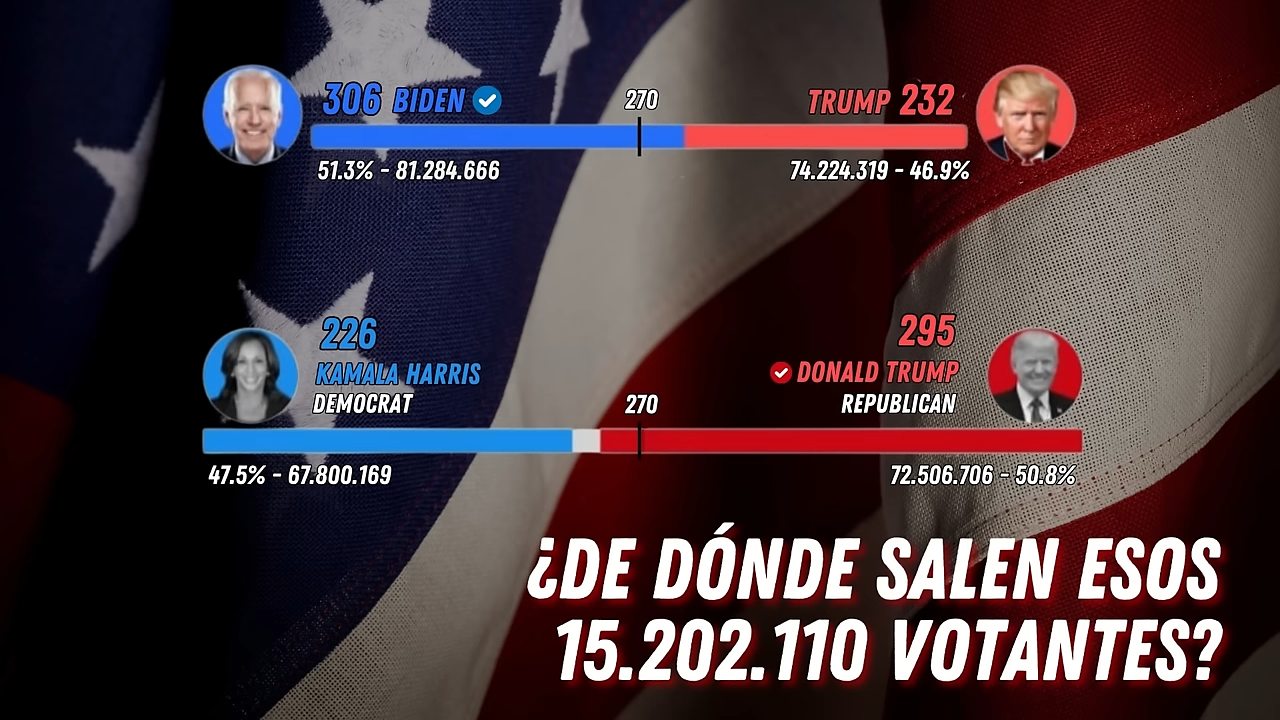 306 BIDEN
270
TRUMP 232
51.3% - 81.284.666
74.224.319 - 46.9%
226
KAMALA HARRIS
DEMOCRAT
270
295
DONALD TRUMP
REPUBLICAN
47.5% - 67.800.169
72.506.706 - 50.8%
¿DE DÓNDE SALEN ESOS
15.202.110 VOTANTES?